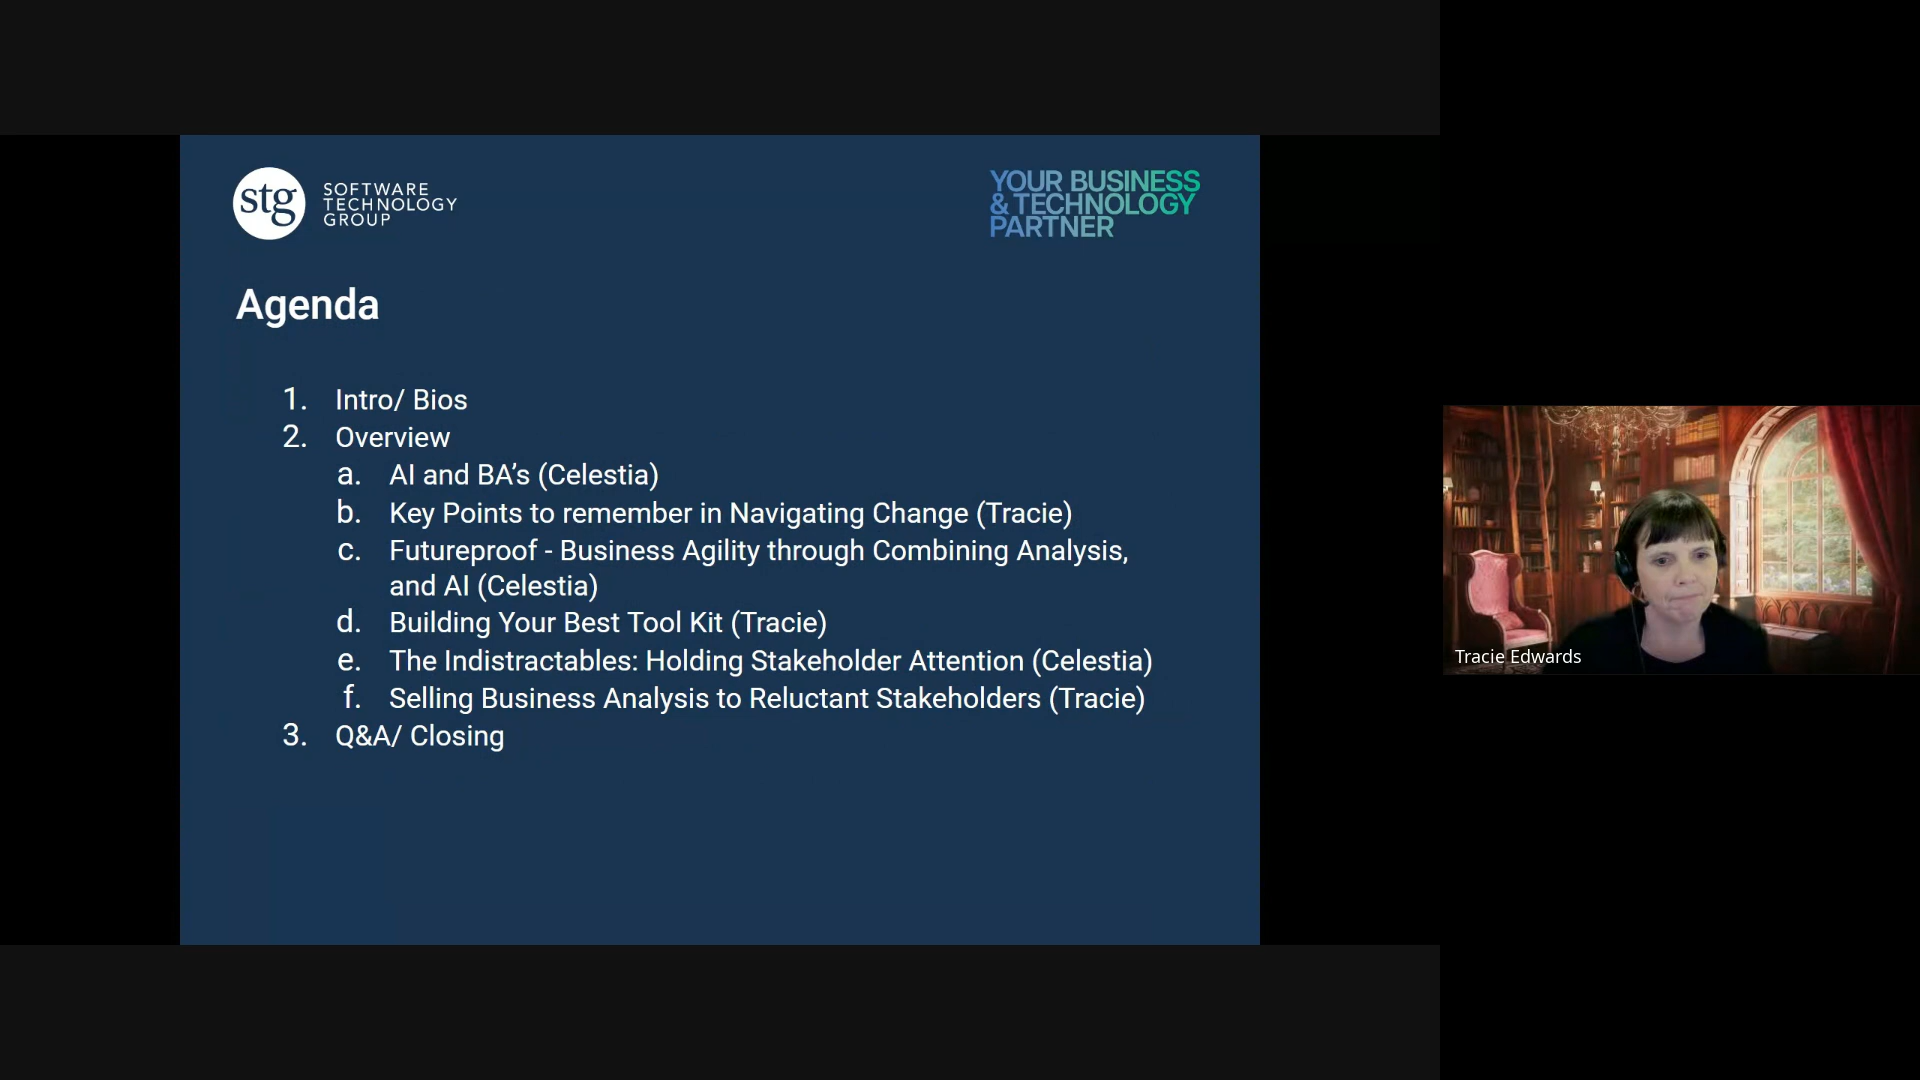 stg SOFTWARE
TECHNOLOGY
GROUP
YOUR BUSINESS
& TECHNOLOGY
PARTNER
Agenda
1. Intro/ Bios
2. Overview
a. AI and BA’s (Celestia)
b. Key Points to remember in Navigating Change (Tracie)
c. Futureproof - Business Agility through Combining Analysis,
and AI (Celestia)
d. Building Your Best Tool Kit (Tracie)
e. The Indistractables: Holding Stakeholder Attention (Celestia)
f. Selling Business Analysis to Reluctant Stakeholders (Tracie)
3. Q&A/ Closing
Tracie Edwards